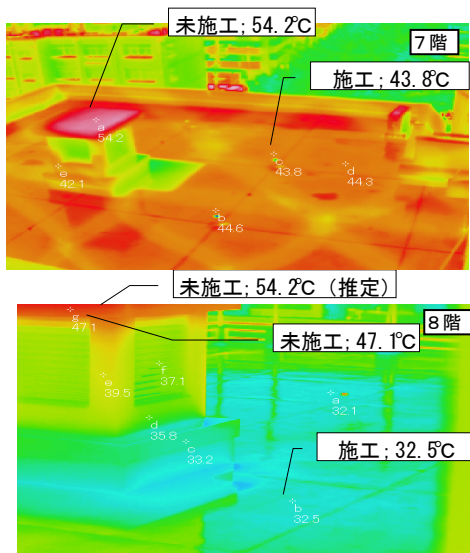 未施工；54.2℃
7階
施工；43.8℃
a
54.2
e
42.1
c
43.8
d
44.3
b
44.6
未施工；54.2℃（推定）
8階
g
47.1
未施工；47.1℃
f
37.1
e
39.5
a
32.1
d
35.8
c
33.2
施工；32.5℃
b
32.5